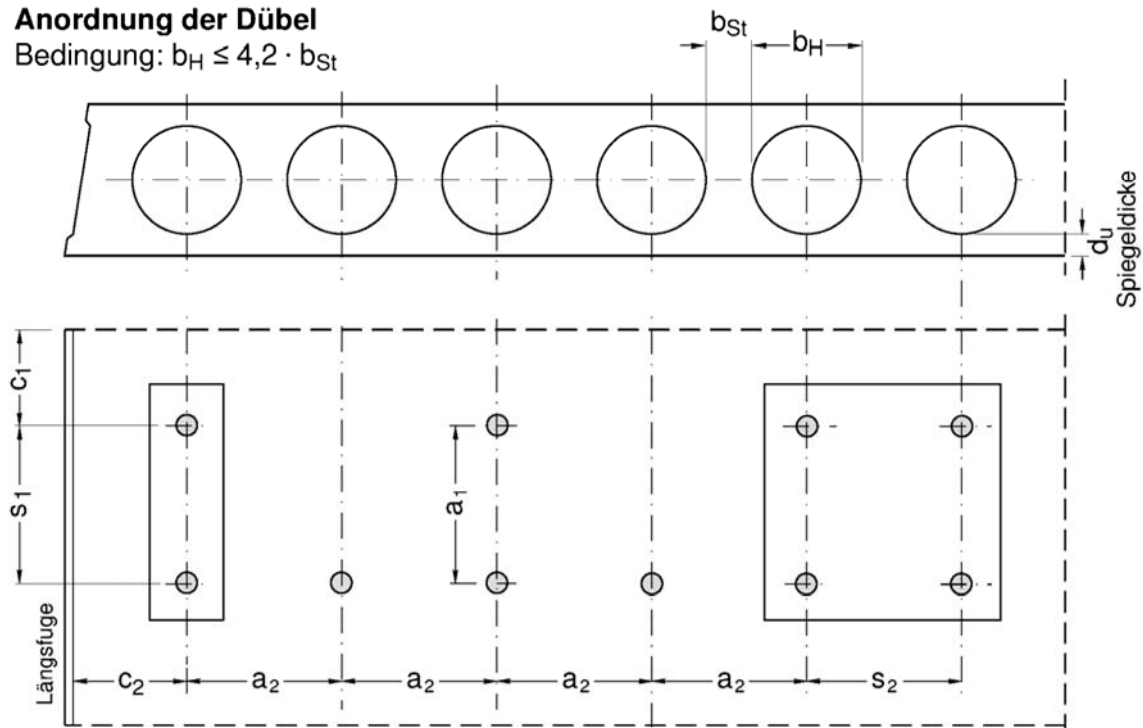 Anordnung der Dübel
Bedingung: bH ≤ 4,2 · bSt
bSt
bH
du
Spiegeldicke
c1
s1
a1
Längsfuge
c2
a2
a2
a2
a2
s2